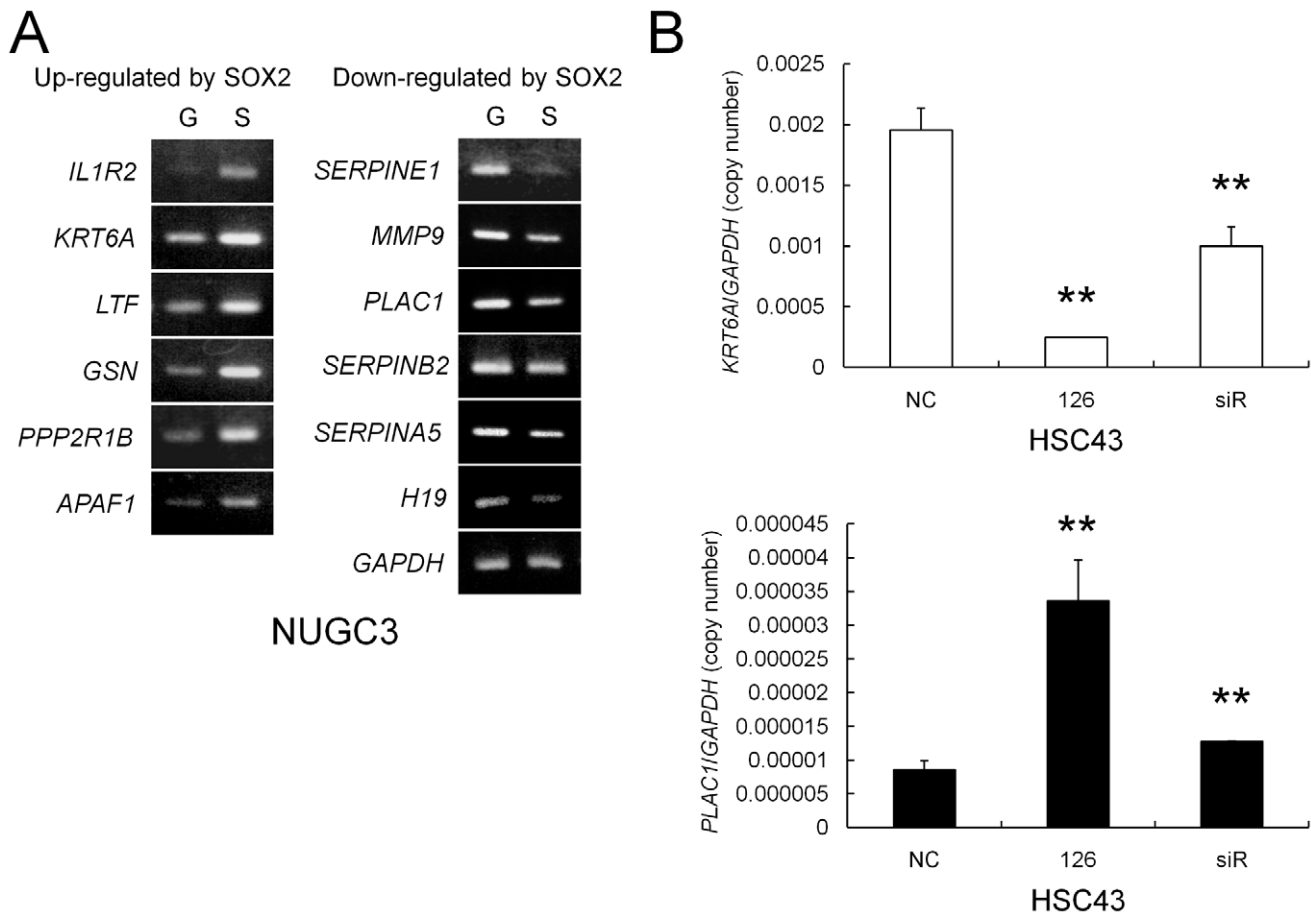 A
Up-regulated by SOX2
G S
IL1R2
KRT6A
LTF
GSN
PPP2R1B
APAF1
Down-regulated by SOX2
G S
SERPINE1
MMP9
PLAC1
SERPINB2
SERPINA5
H19
GAPDH
NUGC3
B
KRT6A/GAPDH (copy number)
0.0025
0.002
0.0015
0.001
0.0005
0
**
**
NC 126 siR
HSC43
PLAC1/GAPDH (copy number)
0.000045
0.00004
0.000035
0.00003
0.000025
0.00002
0.000015
0.00001
0.000005
0
**
**
NC 126 siR
HSC43